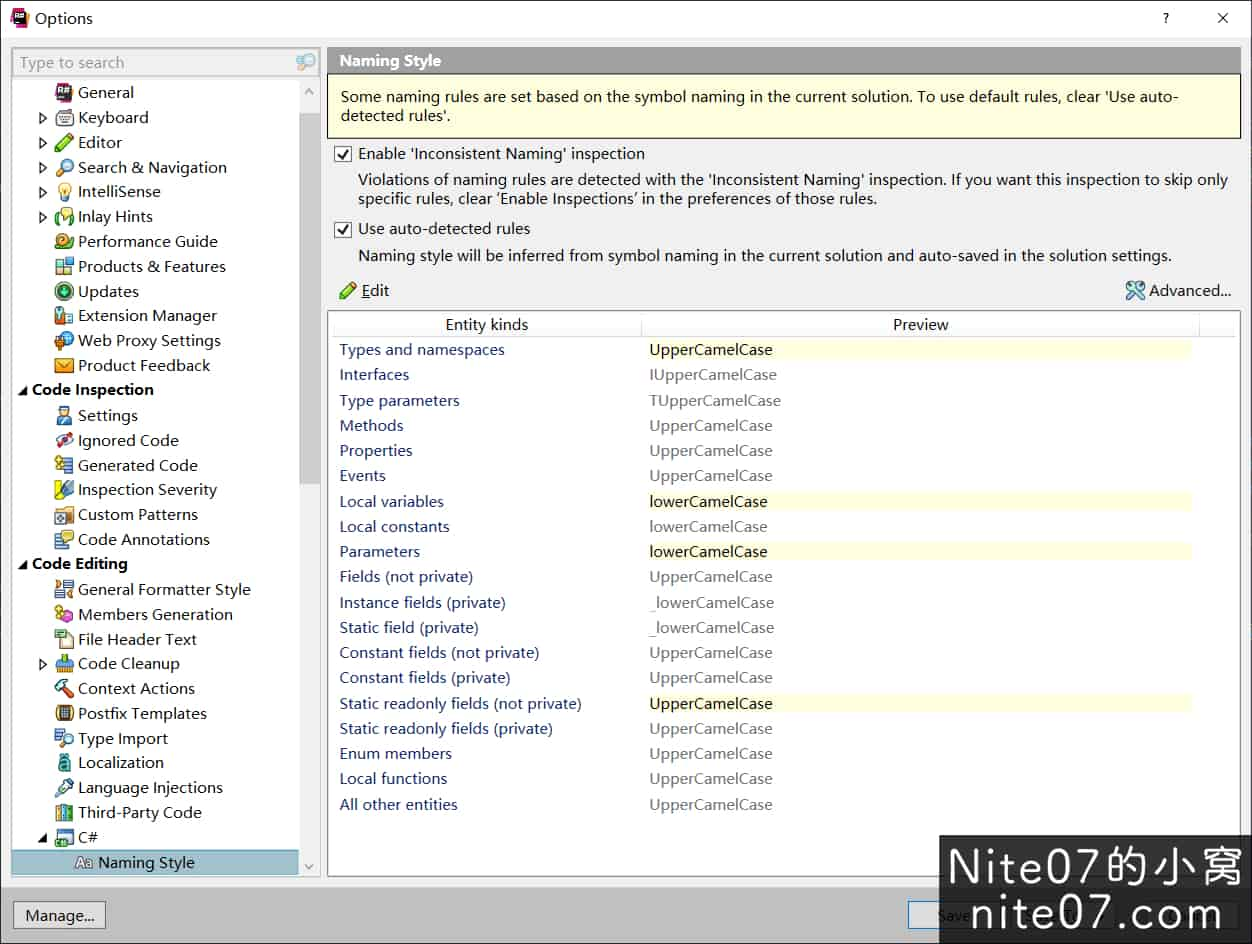 Options
?
Type to search
General
Keyboard
Editor
Search & Navigation
IntelliSense
Inlay Hints
Performance Guide
Products & Features
Updates
Extension Manager
Web Proxy Settings
Product Feedback
Code Inspection
Settings
Ignored Code
Generated Code
Inspection Severity
Custom Patterns
Code Annotations
Code Editing
General Formatter Style
Members Generation
File Header Text
Code Cleanup
Context Actions
Postfix Templates
Type Import
Localization
Language Injections
Third-Party Code
C#
Aa Naming Style
Naming Style
Some naming rules are set based on the symbol naming in the current solution. To use default rules, clear 'Use auto-
detected rules'.
Enable 'Inconsistent Naming' inspection
Violations of naming rules are detected with the 'Inconsistent Naming' inspection. If you want this inspection to skip only
specific rules, clear ‘Enable Inspections’ in the preferences of those rules.
Use auto-detected rules
Naming style will be inferred from symbol naming in the current solution and auto-saved in the solution settings.
Edit Advanced...
Entity kinds Preview
Types and namespaces UpperCamelCase
Interfaces IUpperCamelCase
Type parameters TUpperCamelCase
Methods UpperCamelCase
Properties UpperCamelCase
Events UpperCamelCase
Local variables lowerCamelCase
Local constants lowerCamelCase
Parameters lowerCamelCase
Fields (not private) UpperCamelCase
Instance fields (private) _lowerCamelCase
Static field (private) _lowerCamelCase
Constant fields (not private) UpperCamelCase
Constant fields (private) UpperCamelCase
Static readonly fields (not private) UpperCamelCase
Static readonly fields (private) UpperCamelCase
Enum members UpperCamelCase
Local functions UpperCamelCase
All other entities UpperCamelCase
Manage...
Save
Nite07的小窝
nite07.com